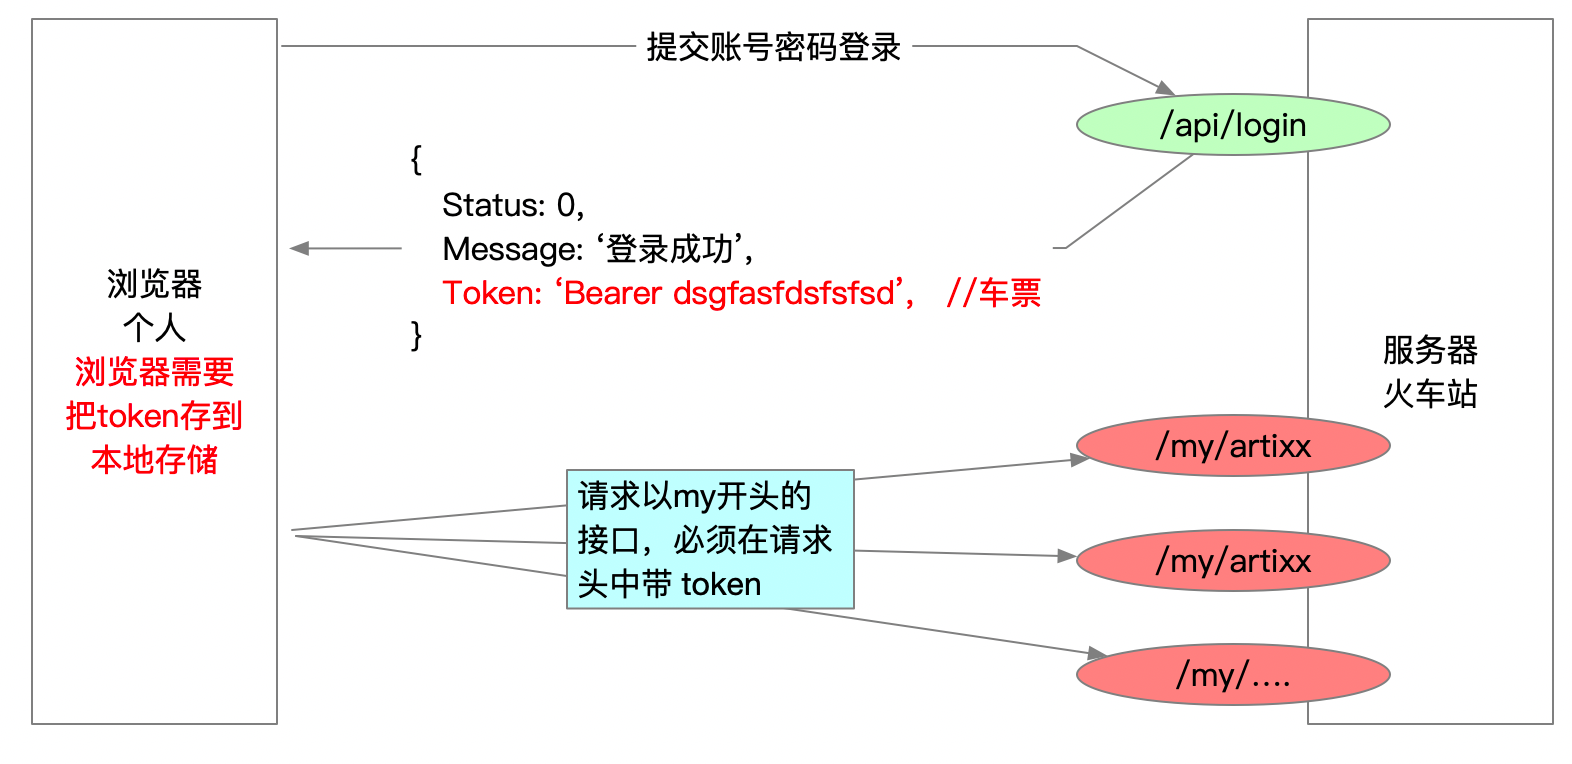 提交账号密码登录
/api/login
{
Status: 0,
Message: ‘登录成功’,
Token: ‘Bearer dsgfasfdsfsfsd’, //车票
}
浏览器
个人
浏览器需要
把token存到
本地存储
服务器
火车站
/my/artixx
请求以my开头的
接口，必须在请求
头中带 token
/my/artixx
/my/....